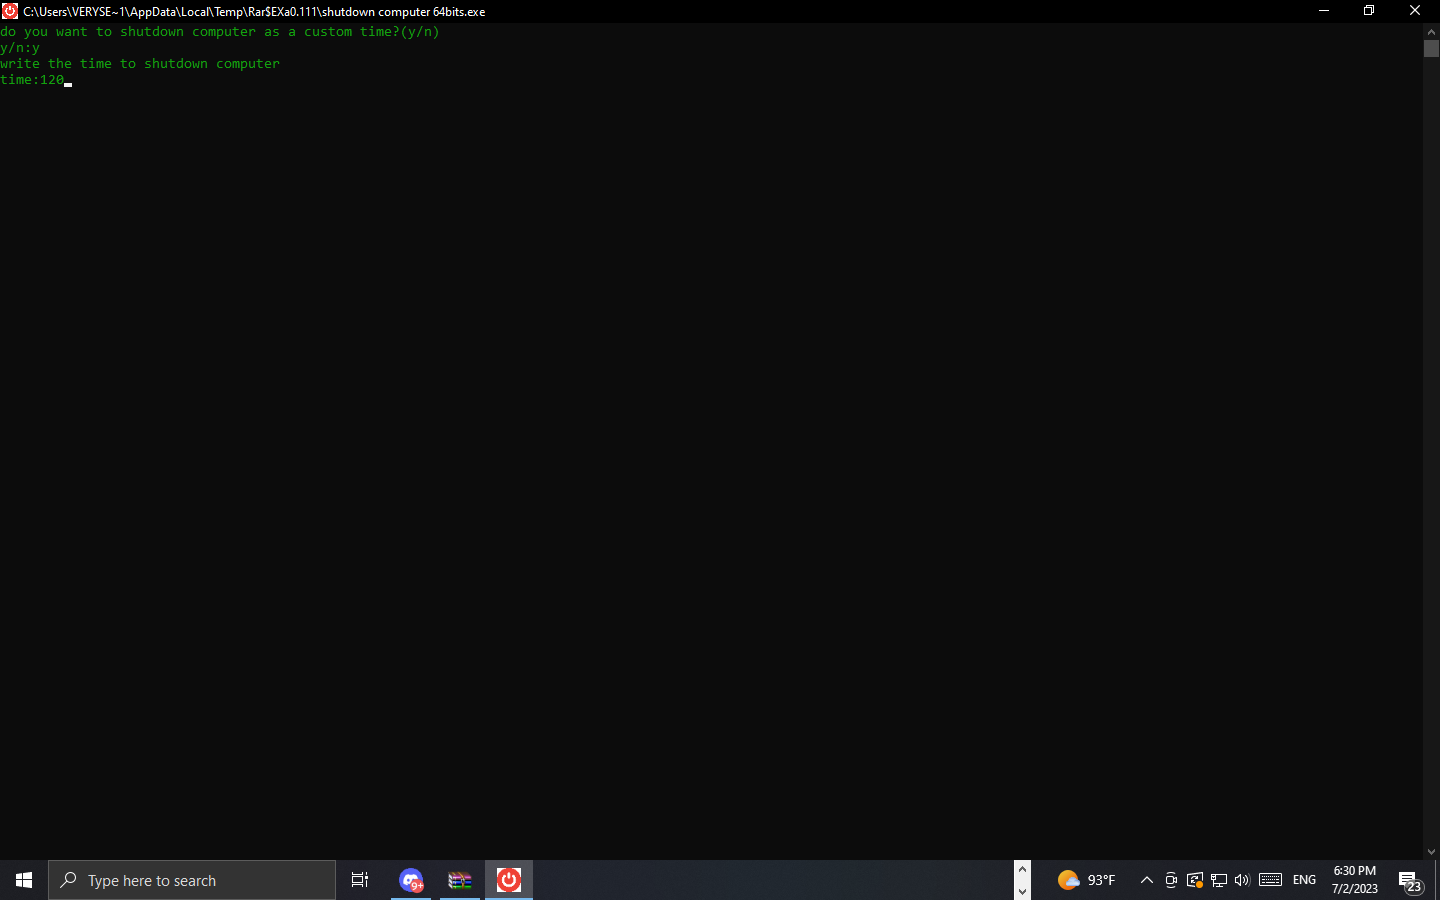 C:\Users\VERYSE~1\AppData\Local\Temp\Rar$EXa0.111\shutdown computer 64bits.exe
do you want to shutdown computer as a custom time?(y/n)
y/n:y
write the time to shutdown computer
time:120
Type here to search
9+
93°F
ENG
6:30 PM
7/2/2023
23